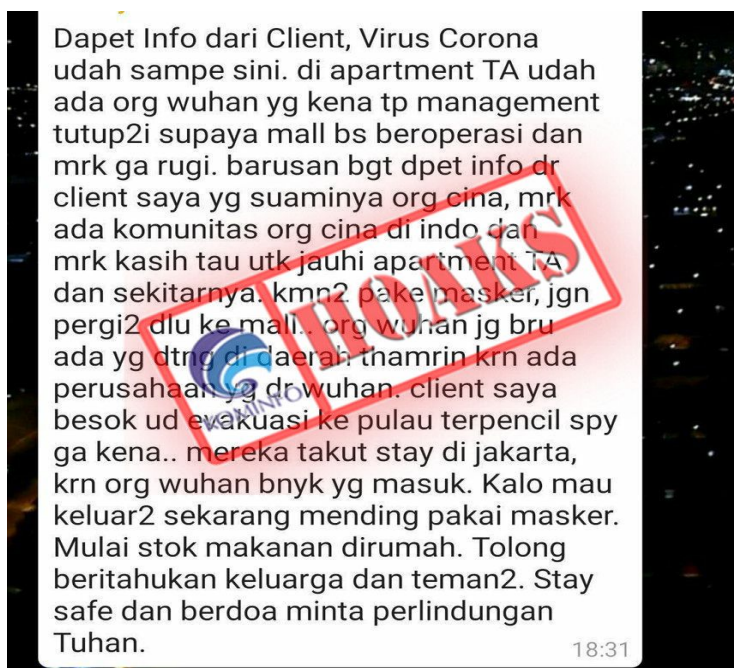 Dapet Info dari Client, Virus Corona
udah sampe sini. di apartment TA udah
ada org wuhan yg kena tp management
tutup2i supaya mall bs beroperasi dan
mrk ga rugi. barusan bgt dpet info dr
client saya yg suaminya org cina, mrk
ada komunitas org cina di indo dan
mrk kasih tau utk jauhi apartment TA
dan sekitarnya. kmn2 pake masker, jgn
pergi2 dlu ke mall.. org wuhan jg bru
ada yg dtng di daerah thamrin krn ada
perusahaan yg dr wuhan. client saya
besok ud evakuasi ke pulau terpencil spy
ga kena.. mereka takut stay di jakarta,
krn org wuhan bnyk yg masuk. Kalo mau
keluar2 sekarang mending pakai masker.
Mulai stok makanan dirumah. Tolong
beritahukan keluarga dan teman2. Stay
safe dan berdoa minta perlindungan
Tuhan.
18:31
HOAKS
KOMINFO